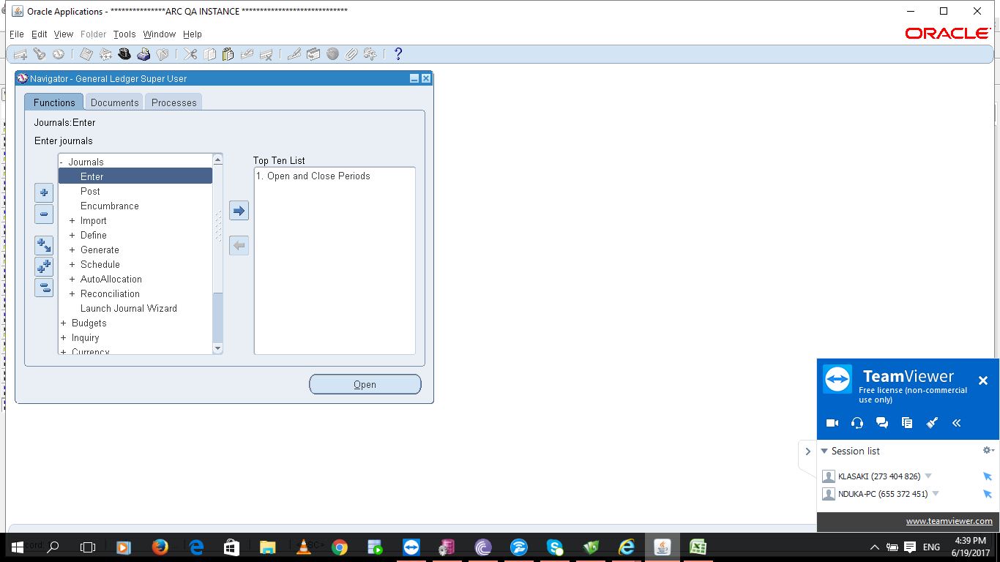 Oracle Applications - ***************ARC QA INSTANCE *****************************
File Edit View Folder Tools Window Help
ORACLE
Navigator - General Ledger Super User
Functions Documents Processes
Journals:Enter
Enter journals
- Journals
Enter
Post
Encumbrance
+ Import
+ Define
+ Generate
+ Schedule
+ AutoAllocation
+ Reconciliation
Launch Journal Wizard
+ Budgets
+ Inquiry
+ Currency
Top Ten List
1. Open and Close Periods
Open
TeamViewer
Free license (non-commercial
use only)
Session list
KLASAKI (273 404 826)
NDUKA-PC (655 372 451)
www.teamviewer.com
ENG
4:39 PM
6/19/2017